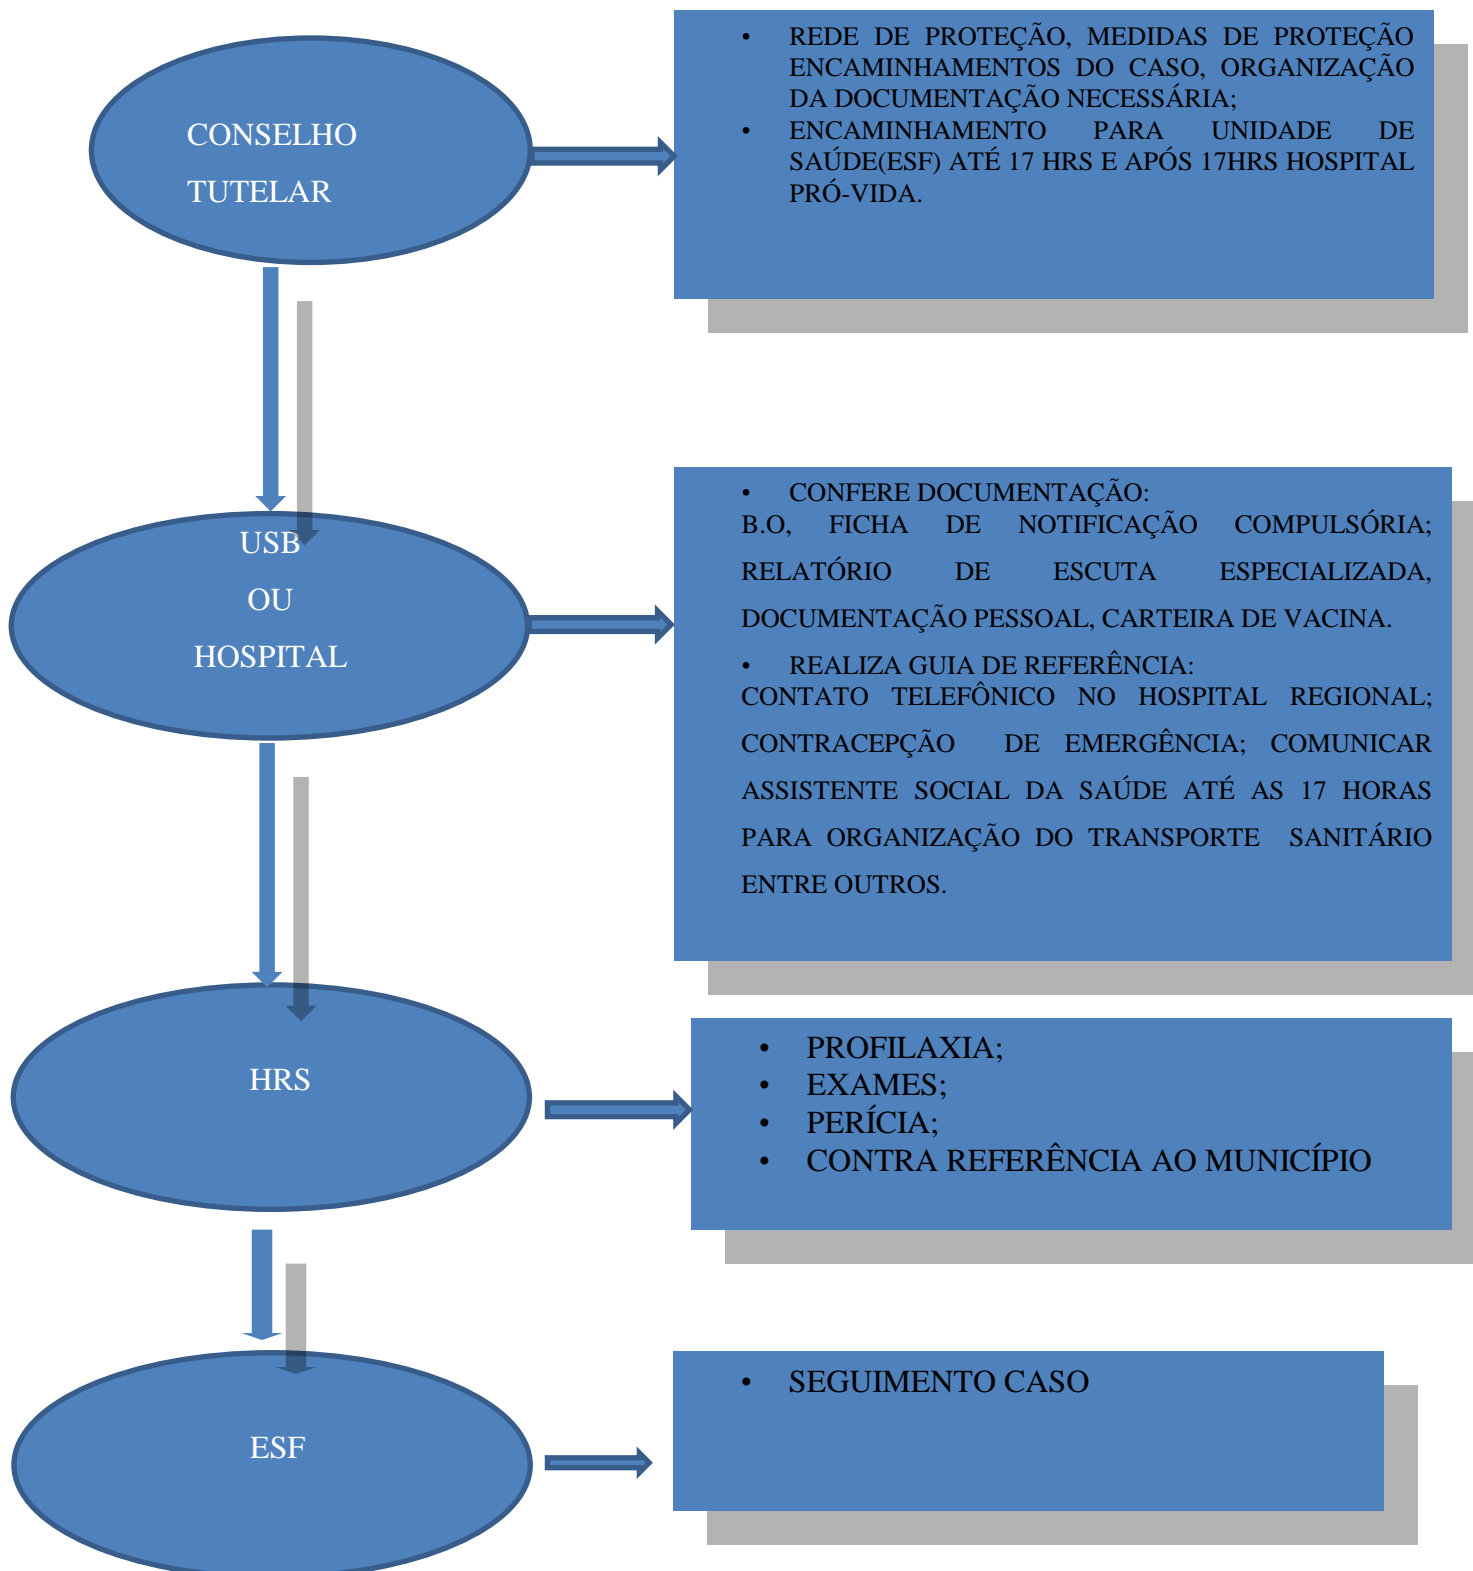 CONSELHO
TUTELAR
• REDE DE PROTEÇÃO, MEDIDAS DE PROTEÇÃO
ENCAMINHAMENTOS DO CASO, ORGANIZAÇÃO
DA DOCUMENTAÇÃO NECESSÁRIA;
• ENCAMINHAMENTO PARA UNIDADE DE
SAÚDE(ESF) ATÉ 17 HRS E APÓS 17HRS HOSPITAL
PRÓ-VIDA.
USB
OU
HOSPITAL
• CONFERE DOCUMENTAÇÃO:
B.O, FICHA DE NOTIFICAÇÃO COMPULSÓRIA;
RELATÓRIO DE ESCUTA ESPECIALIZADA,
DOCUMENTAÇÃO PESSOAL, CARTEIRA DE VACINA.
• REALIZA GUIA DE REFERÊNCIA:
CONTATO TELEFÔNICO NO HOSPITAL REGIONAL;
CONTRACEPÇÃO DE EMERGÊNCIA; COMUNICAR
ASSISTENTE SOCIAL DA SAÚDE ATÉ AS 17 HORAS
PARA ORGANIZAÇÃO DO TRANSPORTE SANITÁRIO
ENTRE OUTROS.
HRS
• PROFILAXIA;
• EXAMES;
• PERÍCIA;
• CONTRA REFERÊNCIA AO MUNICÍPIO
ESF
• SEGUIMENTO CASO